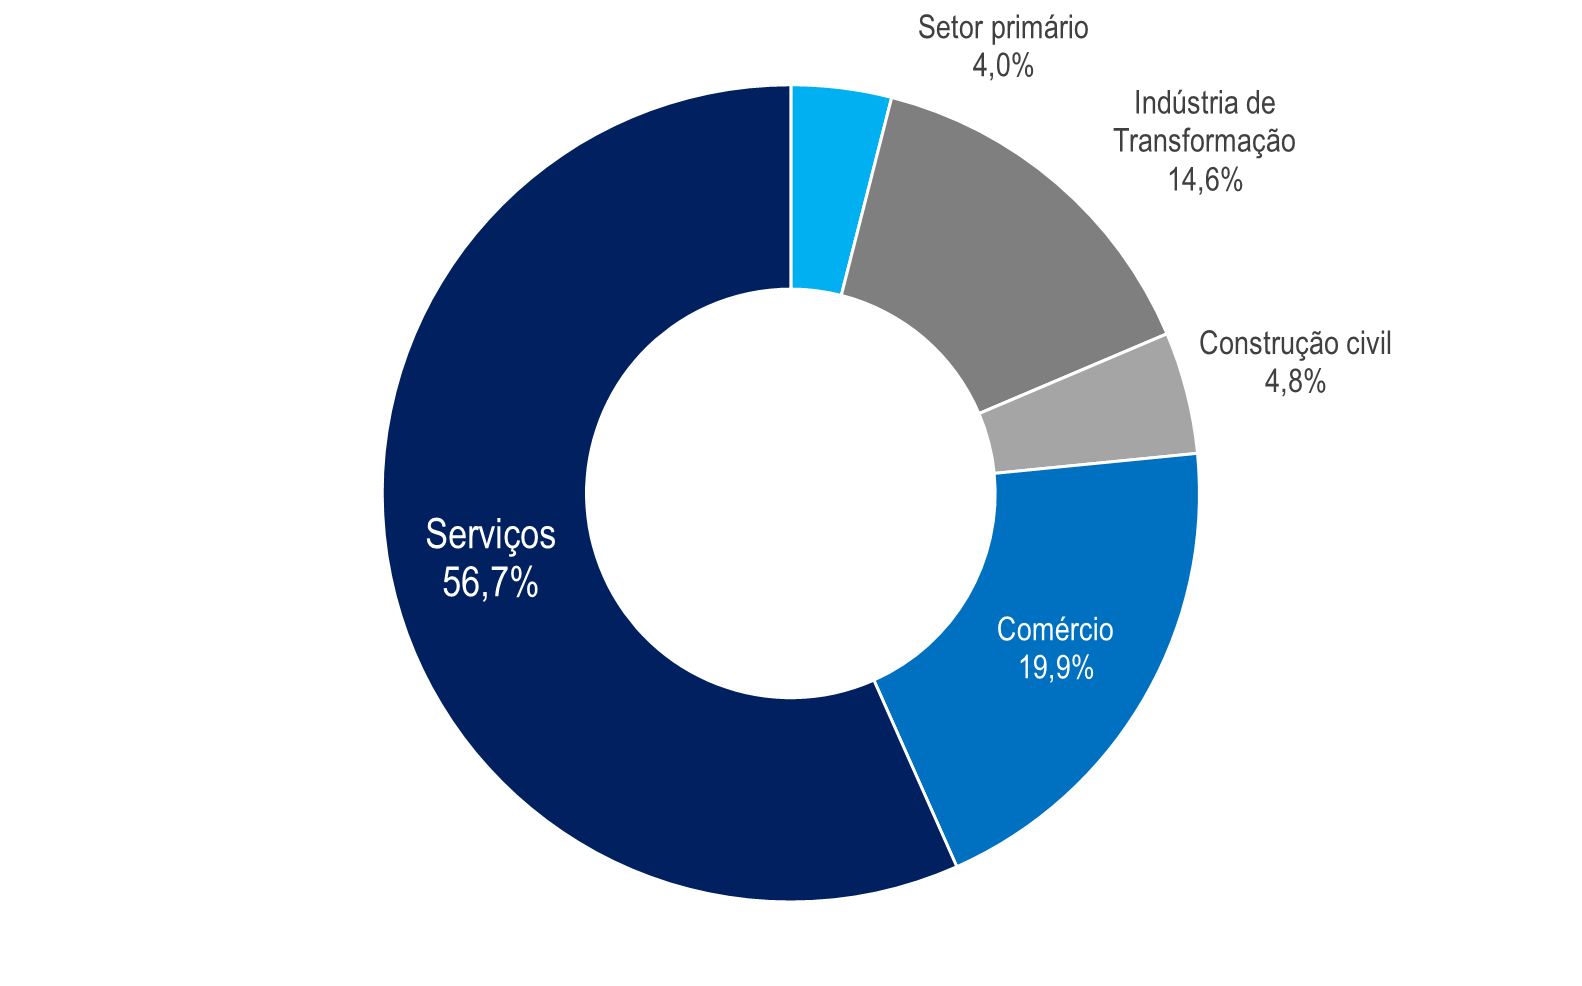 Setor primário
4,0%
Indústria de
Transformação
14,6%
Construção civil
4,8%
Serviços
56,7%
Comércio
19,9%